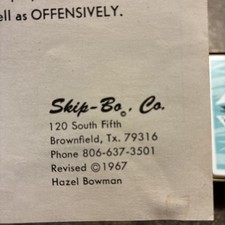 ell as OFFENSIVELY.
Skip-Bo©, Co.
120 South Fifth
Brownfield, Tx. 79316
Phone 806-637-3501
Revised ©1967
Hazel Bowman